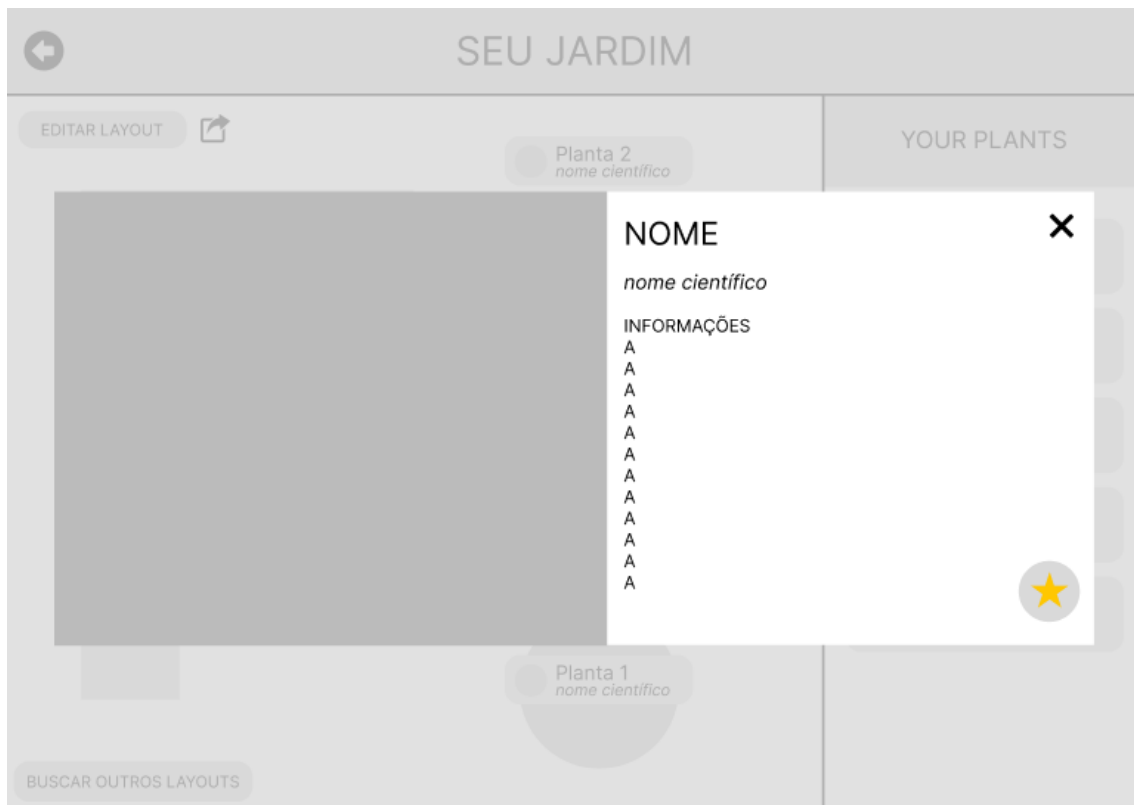 SEU JARDIM
EDITAR LAYOUT
YOUR PLANTS
Planta 2
nome científico
NOME
nome científico
INFORMAÇÕES
A
A
A
A
A
A
A
A
A
A
A
A
Planta 1
nome científico
BUSCAR OUTROS LAYOUTS